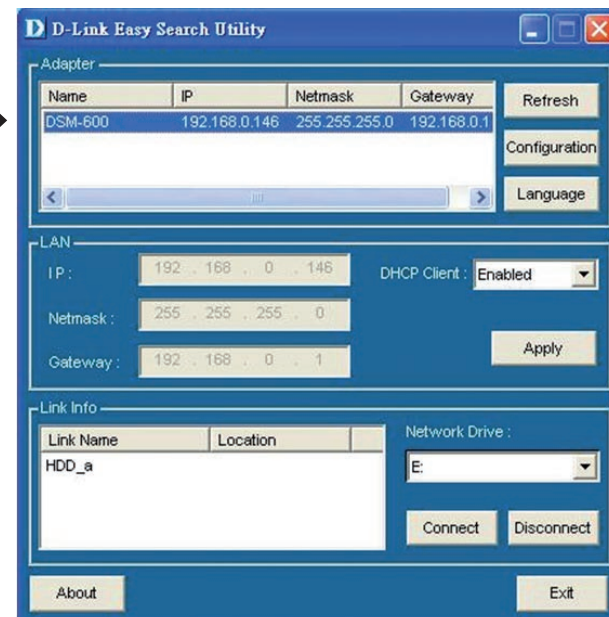 D D-Link Easy Search Utility
Adapter
Name IP Netmask Gateway
DSM-600 192.168.0.146 255.255.255.0 192.168.0.1
Refresh
Configuration
Language
LAN
IP : 192 . 168 . 0 . 146
DHCP Client : Enabled
Netmask : 255 . 255 . 255 . 0
Gateway : 192 . 168 . 0 . 1
Apply
Link Info
Link Name Location
HDD_a
Network Drive :
E:
Connect Disconnect
About Exit